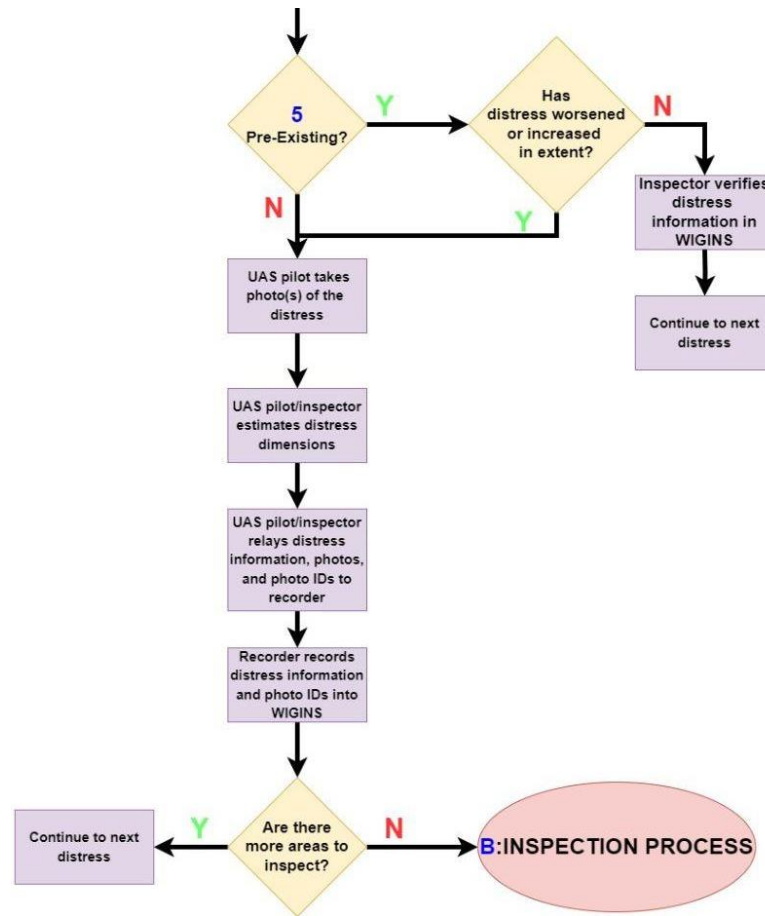 5
Pre-Existing?
Y
Has
distress worsened
or increased
in extent?
N
Inspector verifies
distress
information in
WIGINS
Continue to next
distress
N
Y
UAS pilot takes
photo(s) of the
distress
UAS pilot/inspector
estimates distress
dimensions
UAS pilot/inspector
relays distress
information, photos,
and photo IDs to
recorder
Recorder records
distress information
and photo IDs into
WIGINS
Are there
more areas to
inspect?
Y
Continue to next
distress
N
B:INSPECTION PROCESS